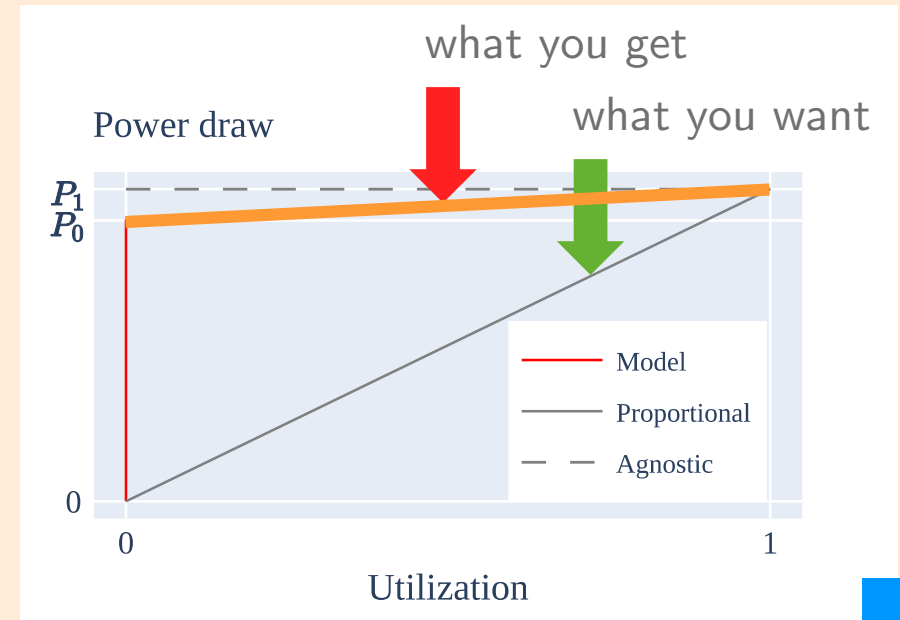 what you get
what you want
Power draw
P1
P0
0
Model
Proportional
Agnostic
0
1
Utilization